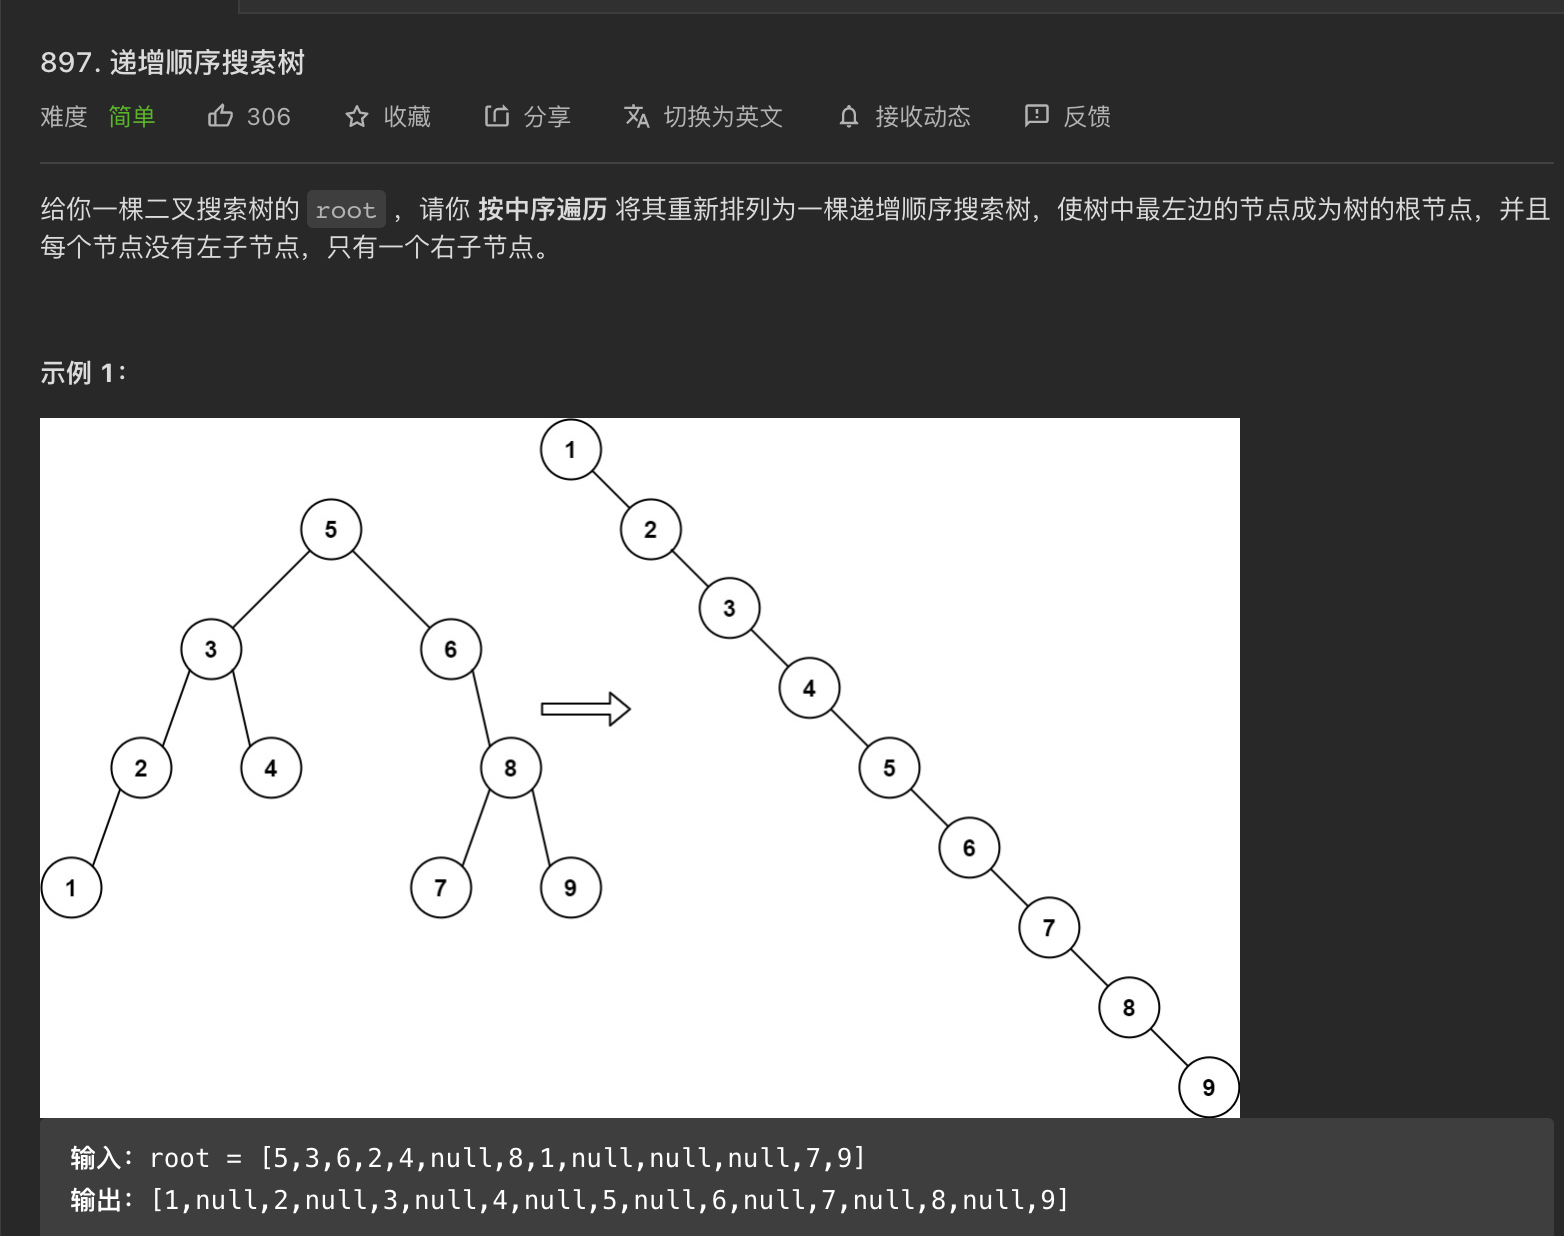 897. 递增顺序搜索树
难度 简单 306 收藏 分享 切换为英文 接收动态 反馈
给你一棵二叉搜索树的 root ，请你 按中序遍历 将其重新排列为一棵递增顺序搜索树，使树中最左边的节点成为树的根节点，并且
每个节点没有左子节点，只有一个右子节点。
示例 1：
1
5 2
3
3 6
4
2 4 8 5
6
1 7 9
7
8
9
输入：root = [5,3,6,2,4,null,8,1,null,null,null,7,9]
输出：[1,null,2,null,3,null,4,null,5,null,6,null,7,null,8,null,9]